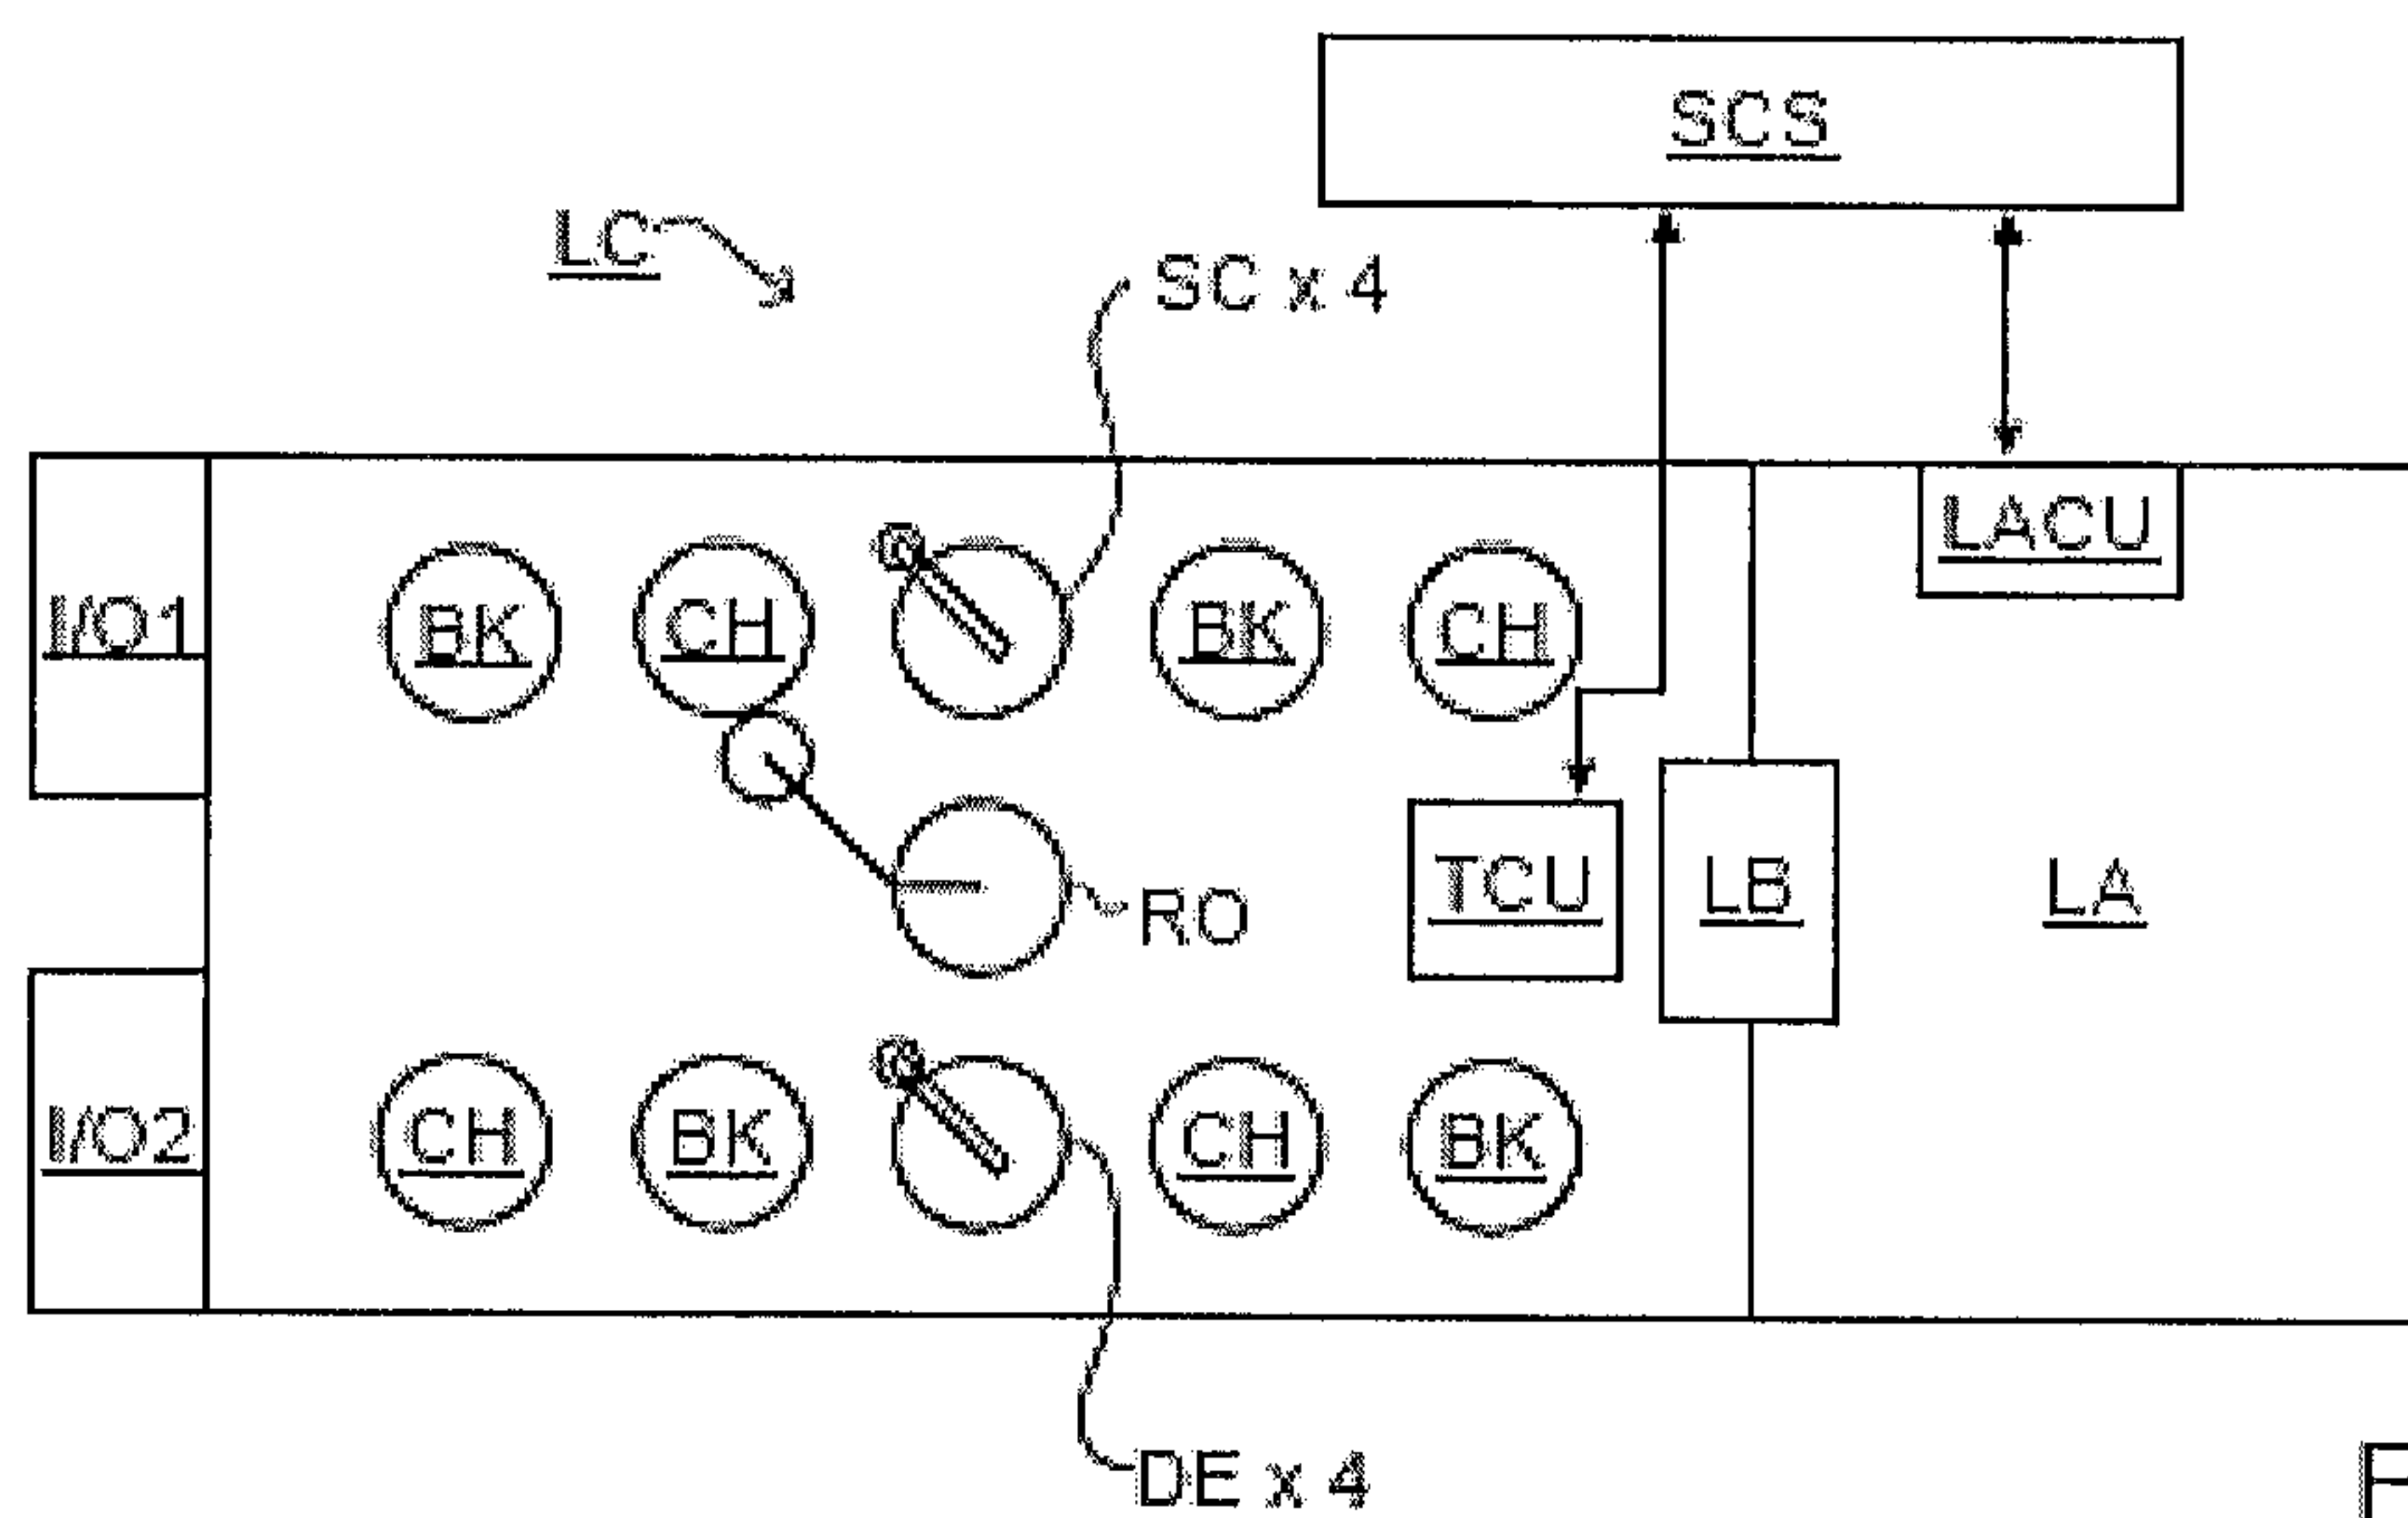 SCS
LC
SC x 4
LACU
I/O1
BK
CH
BK
CH
RO
TCU
LB
LA
I/O2
CH
BK
CH
BK
DE x 4